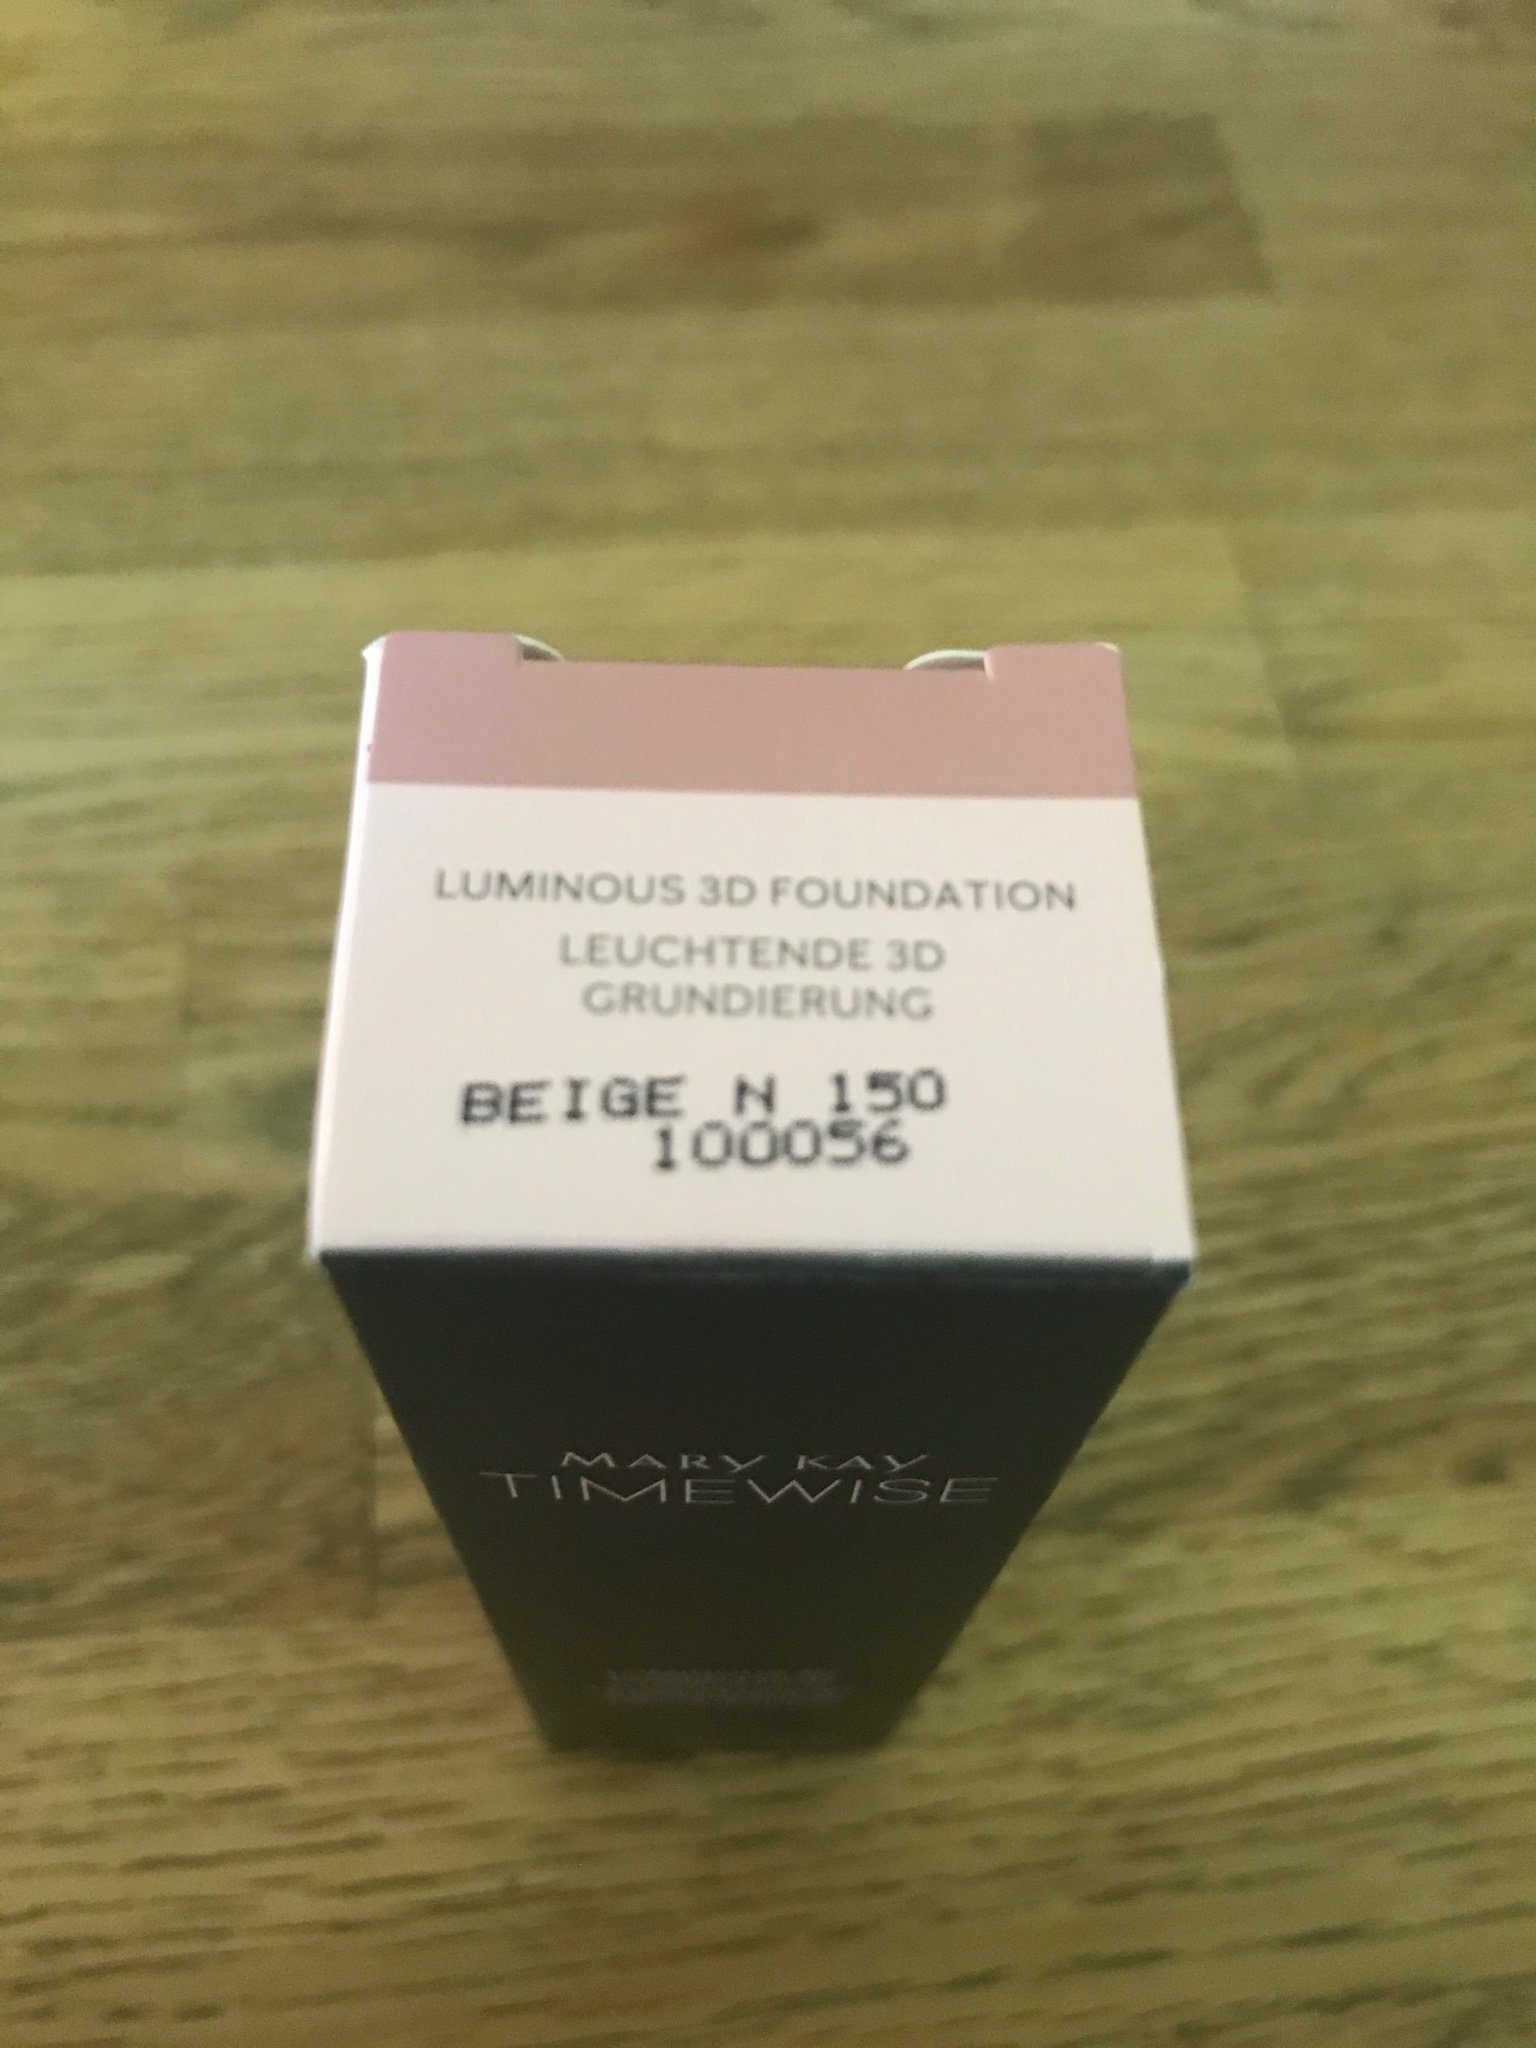 LUMINOUS 3D FOUNDATION
LEUCHTENDE 3D
GRUNDIERUNG
BEIGE N 150
100056
MARY KAY
TIMEWISE